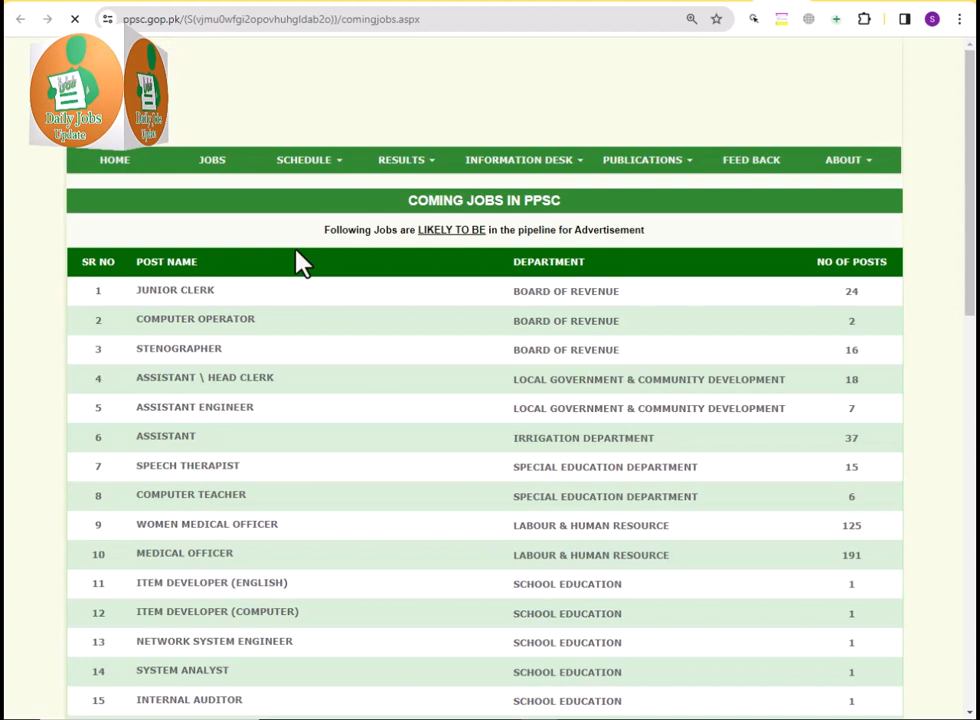 ppsc.gop.pk/(S(vjmu0wfgi2opovhuhgldab2o))/comingjobs.aspx
S
Job
Daily Jobs
Update
Daily Jobs
Update
HOME JOBS SCHEDULE RESULTS INFORMATION DESK PUBLICATIONS FEED BACK ABOUT
COMING JOBS IN PPSC
Following Jobs are LIKELY TO BE in the pipeline for Advertisement
SR NO POST NAME DEPARTMENT NO OF POSTS
1 JUNIOR CLERK BOARD OF REVENUE 24
2 COMPUTER OPERATOR BOARD OF REVENUE 2
3 STENOGRAPHER BOARD OF REVENUE 16
4 ASSISTANT \ HEAD CLERK LOCAL GOVERNMENT & COMMUNITY DEVELOPMENT 18
5 ASSISTANT ENGINEER LOCAL GOVERNMENT & COMMUNITY DEVELOPMENT 7
6 ASSISTANT IRRIGATION DEPARTMENT 37
7 SPEECH THERAPIST SPECIAL EDUCATION DEPARTMENT 15
8 COMPUTER TEACHER SPECIAL EDUCATION DEPARTMENT 6
9 WOMEN MEDICAL OFFICER LABOUR & HUMAN RESOURCE 125
10 MEDICAL OFFICER LABOUR & HUMAN RESOURCE 191
11 ITEM DEVELOPER (ENGLISH) SCHOOL EDUCATION 1
12 ITEM DEVELOPER (COMPUTER) SCHOOL EDUCATION 1
13 NETWORK SYSTEM ENGINEER SCHOOL EDUCATION 1
14 SYSTEM ANALYST SCHOOL EDUCATION 1
15 INTERNAL AUDITOR SCHOOL EDUCATION 1